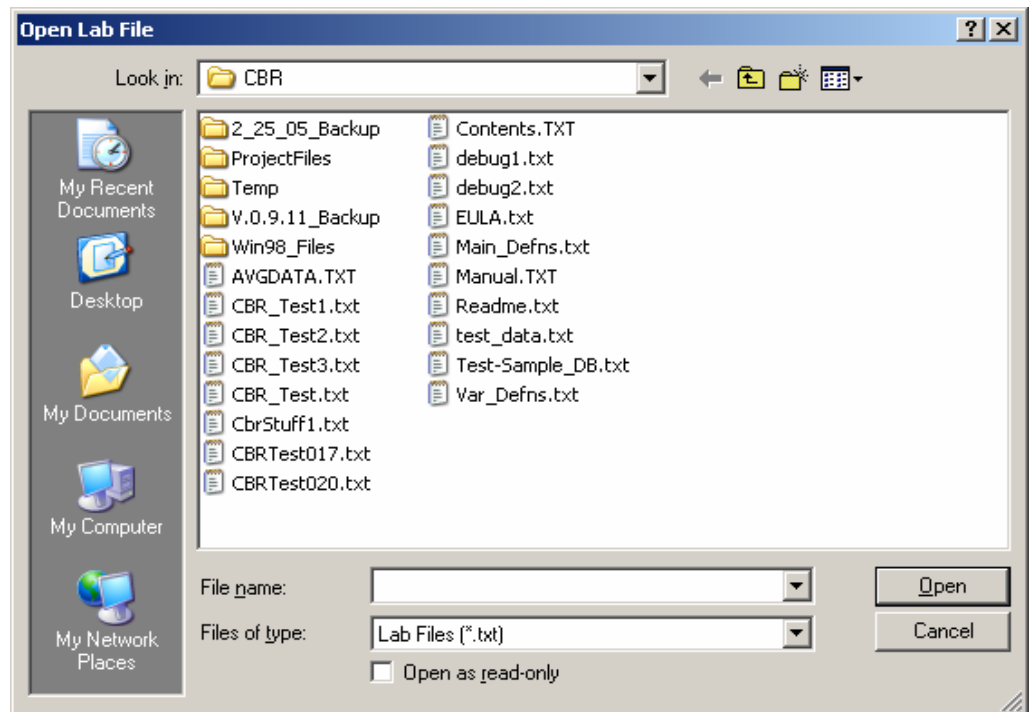 Open Lab File
Look in: CBR
My Recent
Documents
Desktop
My Documents
My Computer
My Network
Places
2_25_05_Backup
ProjectFiles
Temp
V.0.9.11_Backup
Win98_Files
AVGDATA.TXT
CBR_Test1.txt
CBR_Test2.txt
CBR_Test3.txt
CBR_Test.txt
CbrStuff1.txt
CBRTest017.txt
CBRTest020.txt
Contents.TXT
debug1.txt
debug2.txt
EULA.txt
Main_Defns.txt
Manual.TXT
Readme.txt
test_data.txt
Test-Sample_DB.txt
Var_Defns.txt
File name:
Open
Files of type: Lab Files (*.txt)
Cancel
Open as read-only